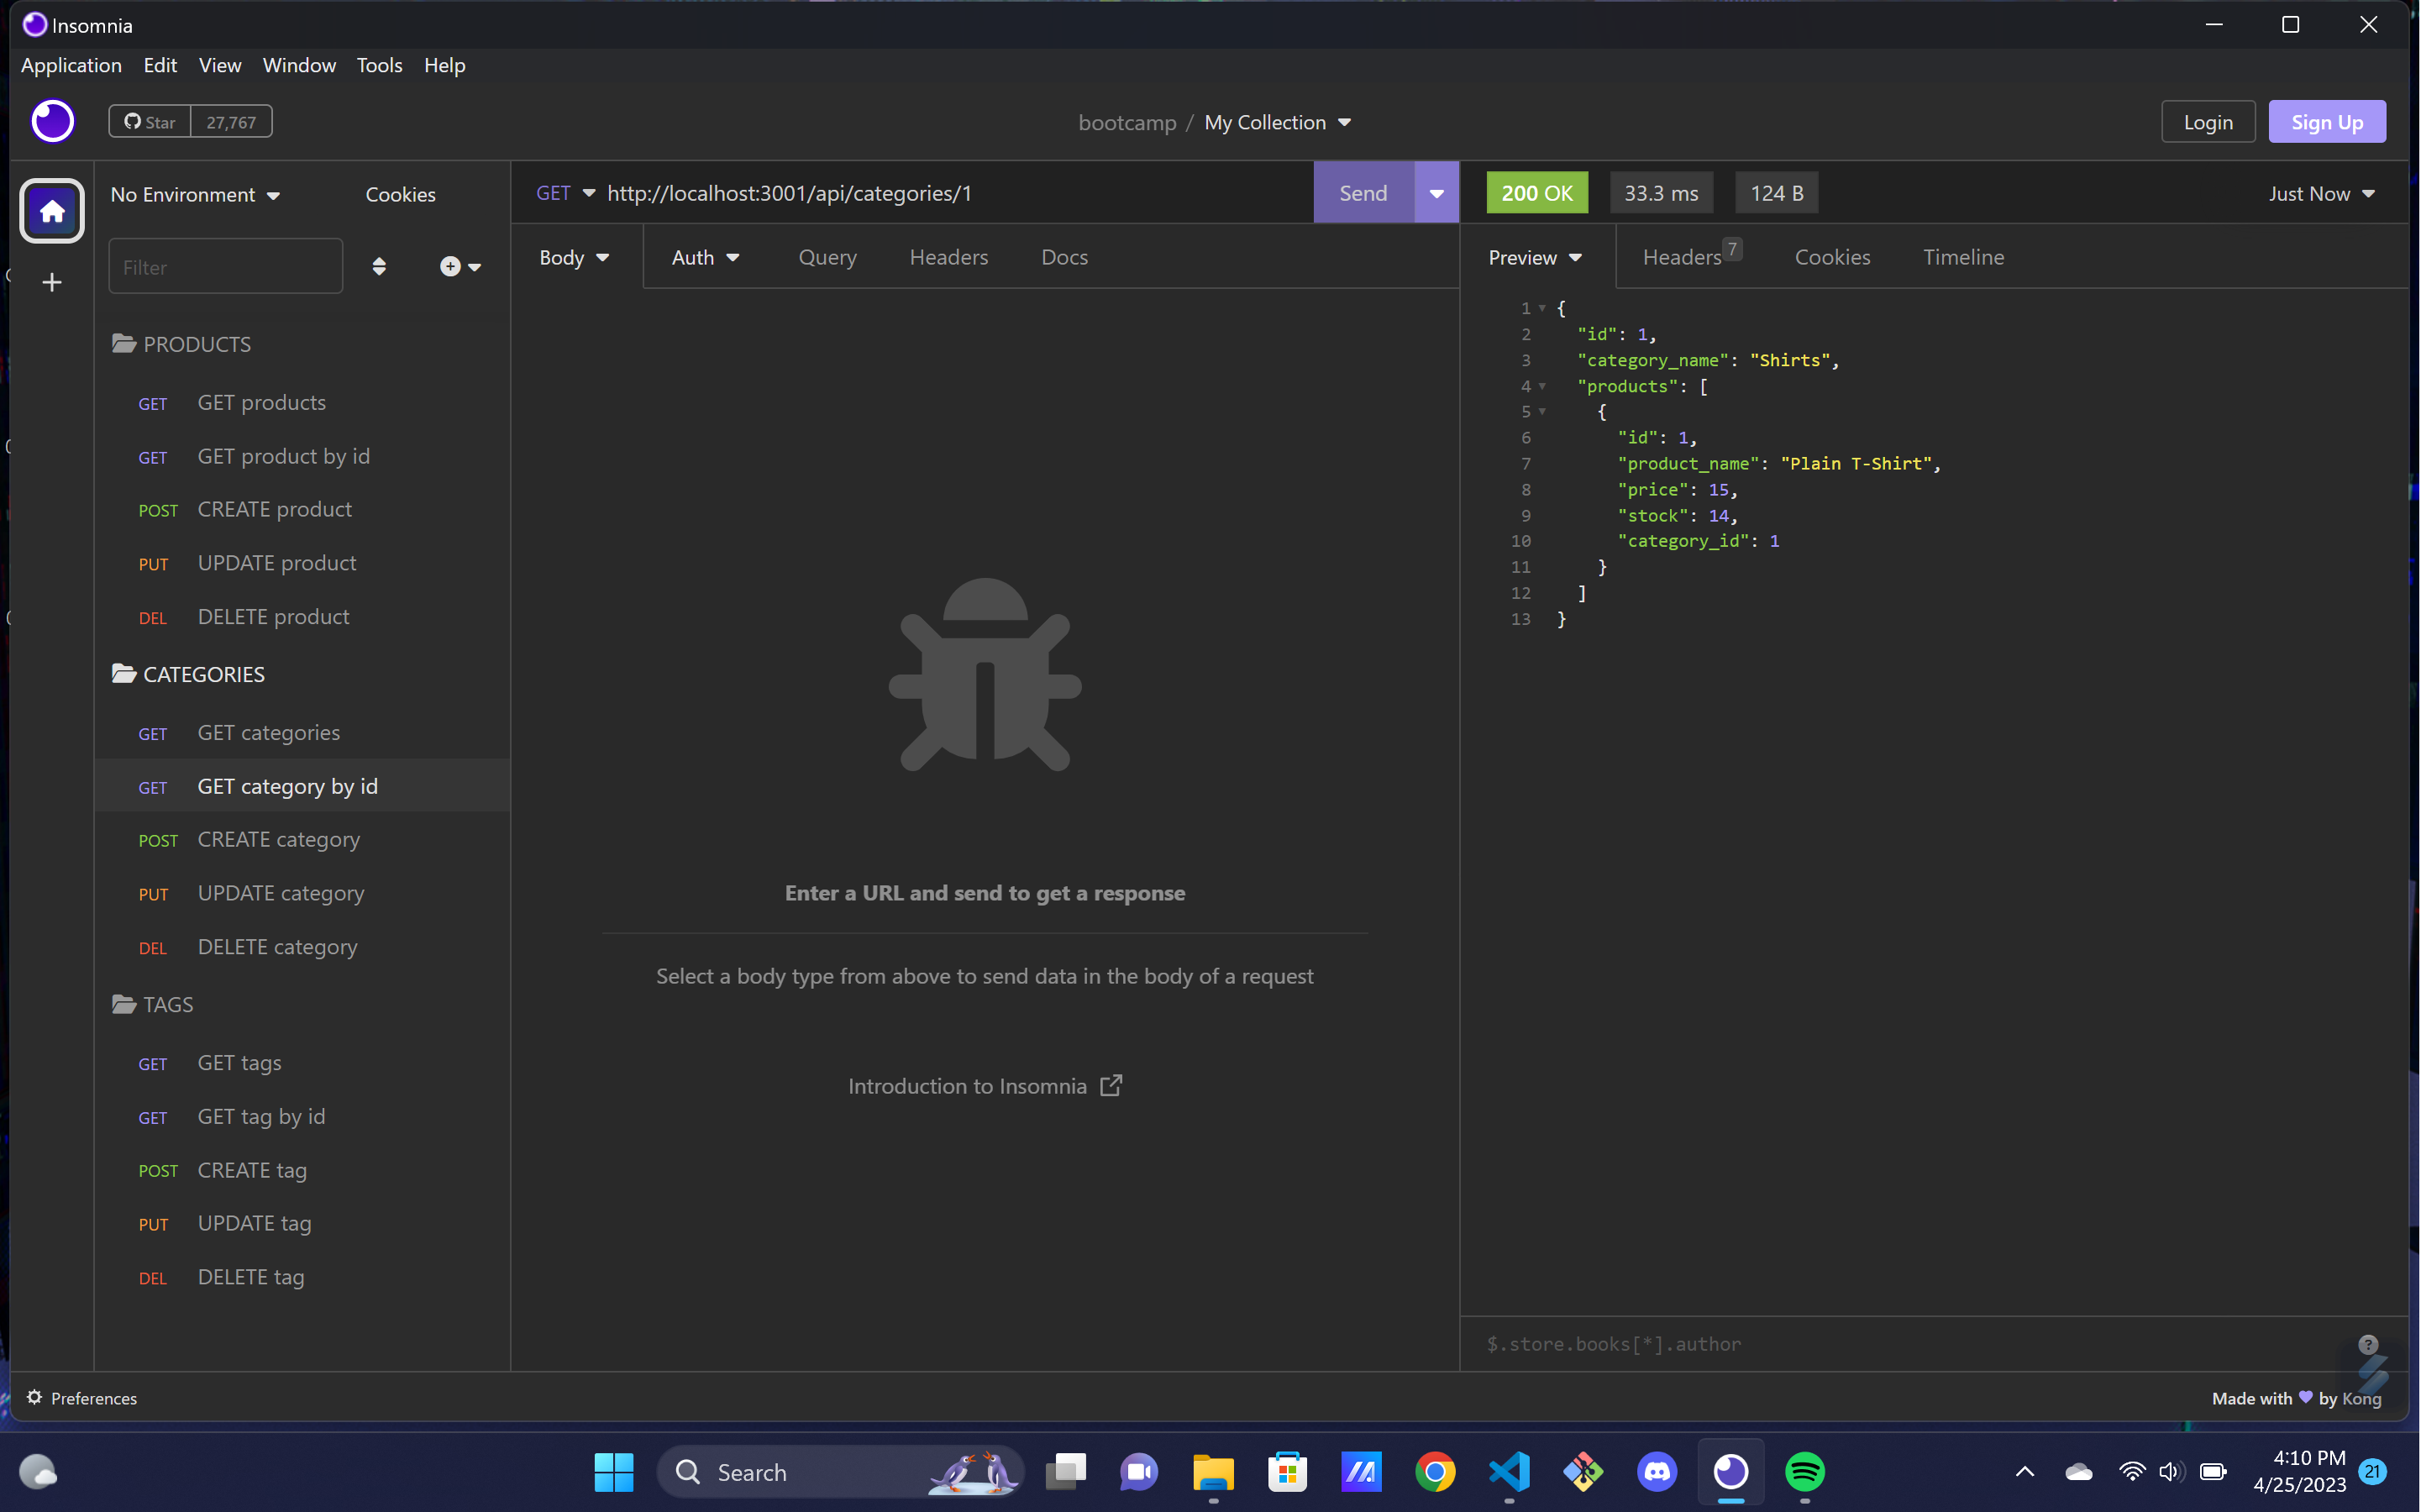 Insomnia
Application Edit View Window Tools Help
Star 27,767
bootcamp / My Collection
Login Sign Up
No Environment Cookies
GET http://localhost:3001/api/categories/1 Send
200 OK 33.3 ms 124 B Just Now
Filter
Body Auth Query Headers Docs
Preview Headers 7 Cookies Timeline
PRODUCTS
GET GET products
GET GET product by id
POST CREATE product
PUT UPDATE product
DEL DELETE product
CATEGORIES
GET GET categories
GET GET category by id
POST CREATE category
PUT UPDATE category
DEL DELETE category
TAGS
GET GET tags
GET GET tag by id
POST CREATE tag
PUT UPDATE tag
DEL DELETE tag
Enter a URL and send to get a response
Select a body type from above to send data in the body of a request
Introduction to Insomnia
1 {
2 "id": 1,
3 "category_name": "Shirts",
4 "products": [
5 {
6 "id": 1,
7 "product_name": "Plain T-Shirt",
8 "price": 15,
9 "stock": 14,
10 "category_id": 1
11 }
12 ]
13 }
$.store.books[*].author
?
Preferences
Made with by Kong
Search
4:10 PM
4/25/2023
21